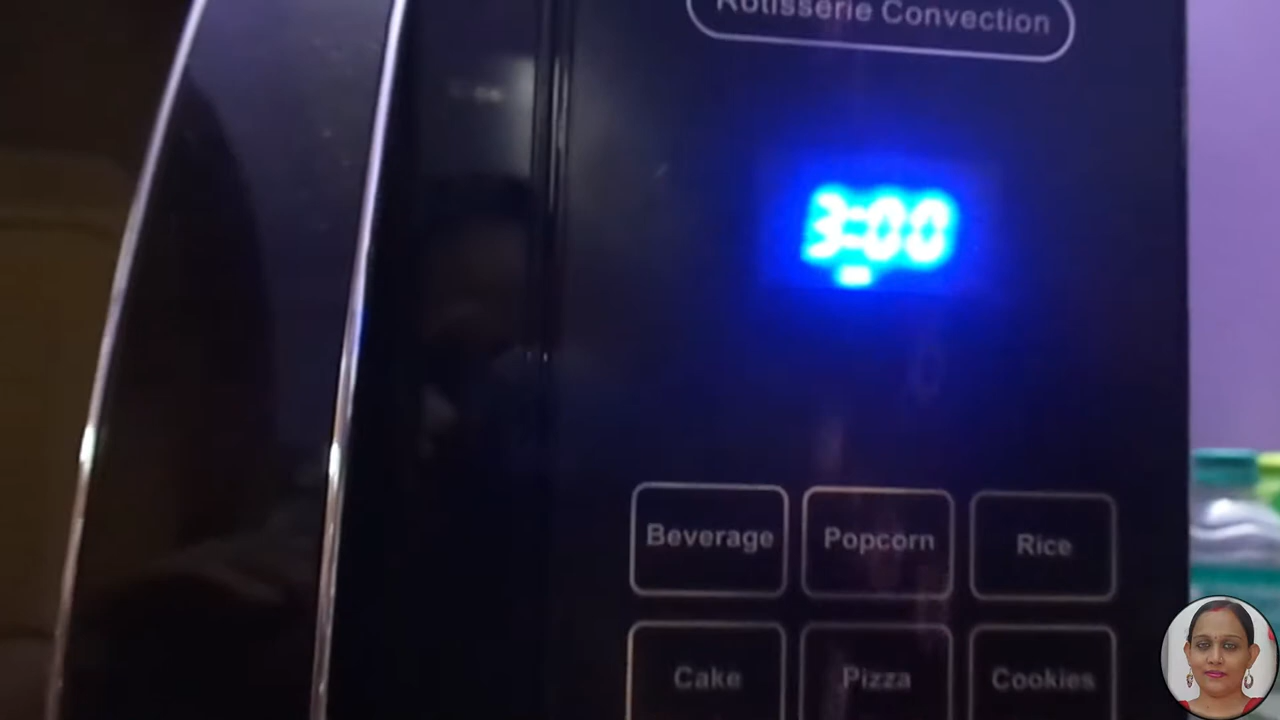 Rotisserie Convection
3:00
Beverage Popcorn Rice
Cake Pizza Cookies